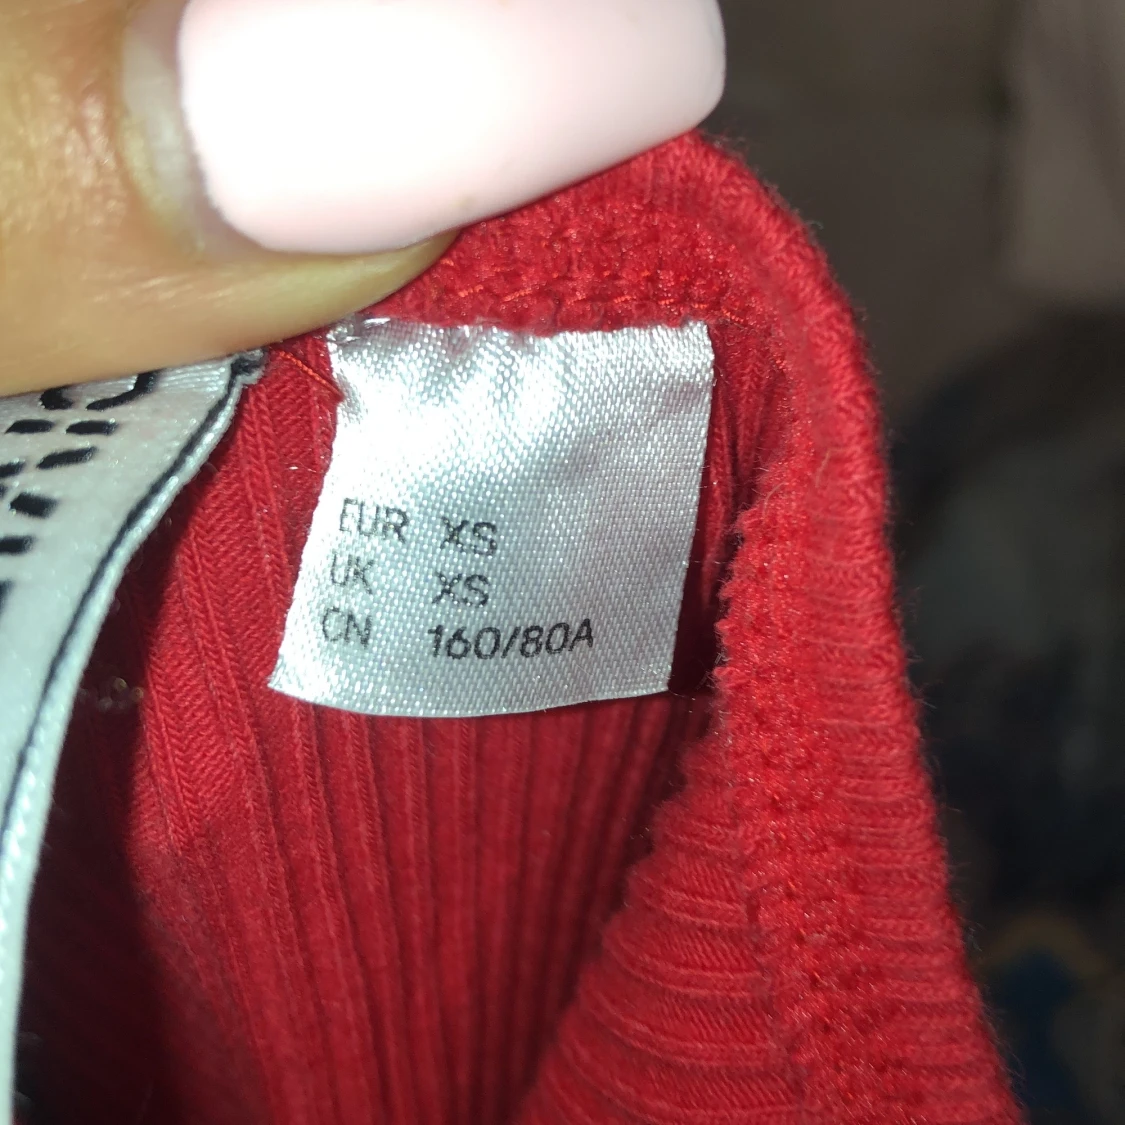 EUR XS
UK XS
CN 160/80A